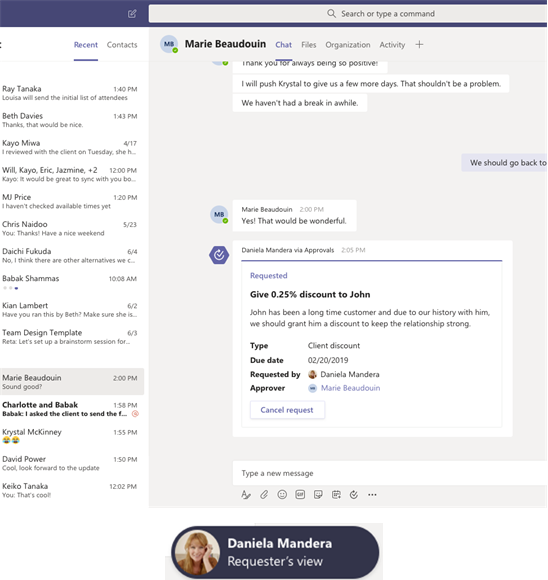 Search or type a command
Recent
Contacts
MB
Marie Beaudouin
Chat
Files
Organization
Activity
Ray Tanaka
1:40 PM
Louisa will send the initial list of attendees
Beth Davies
1:43 PM
Thanks, that would be nice.
Kayo Miwa
4/17
I reviewed with the client on Tuesday, she h...
Will, Kayo, Eric, Jazmine, +2
12:00 PM
Kayo: It would be great to sync with you bo...
MJ Price
1:20 PM
I haven't checked available times yet
Chris Naidoo
5/23
You: Thanks! Have a nice weekend
Daichi Fukuda
6/4
No, I think there are other alternatives we c...
Babak Shammas
10:08 AM
Kian Lambert
6/2
Have you ran this by Beth? Make sure she is...
Team Design Template
6/3
Reta: Let's set up a brainstorm session for...
Marie Beaudouin
2:00 PM
Sound good?
Charlotte and Babak
1:58 PM
Babak: I asked the client to send the f...
Krystal McKinney
1:55 PM
David Power
1:50 PM
Cool, look forward to the update
Keiko Tanaka
12:02 PM
You: That's cool!
Thank you for always being so positive!
I will push Krystal to give us a few more days. That shouldn't be a problem.
We haven't had a break in awhile.
We should go back to
MB
Marie Beaudouin 2:00 PM
Yes! That would be wonderful.
Daniela Mandera via Approvals 2:05 PM
Requested
Give 0.25% discount to John
John has been a long time customer and due to our history with him,
we should grant him a discount to keep the relationship strong.
Type Client discount
Due date 02/20/2019
Requested by Daniela Mandera
Approver MB Marie Beaudouin
Cancel request
Type a new message
GIF
Daniela Mandera
Requester's view